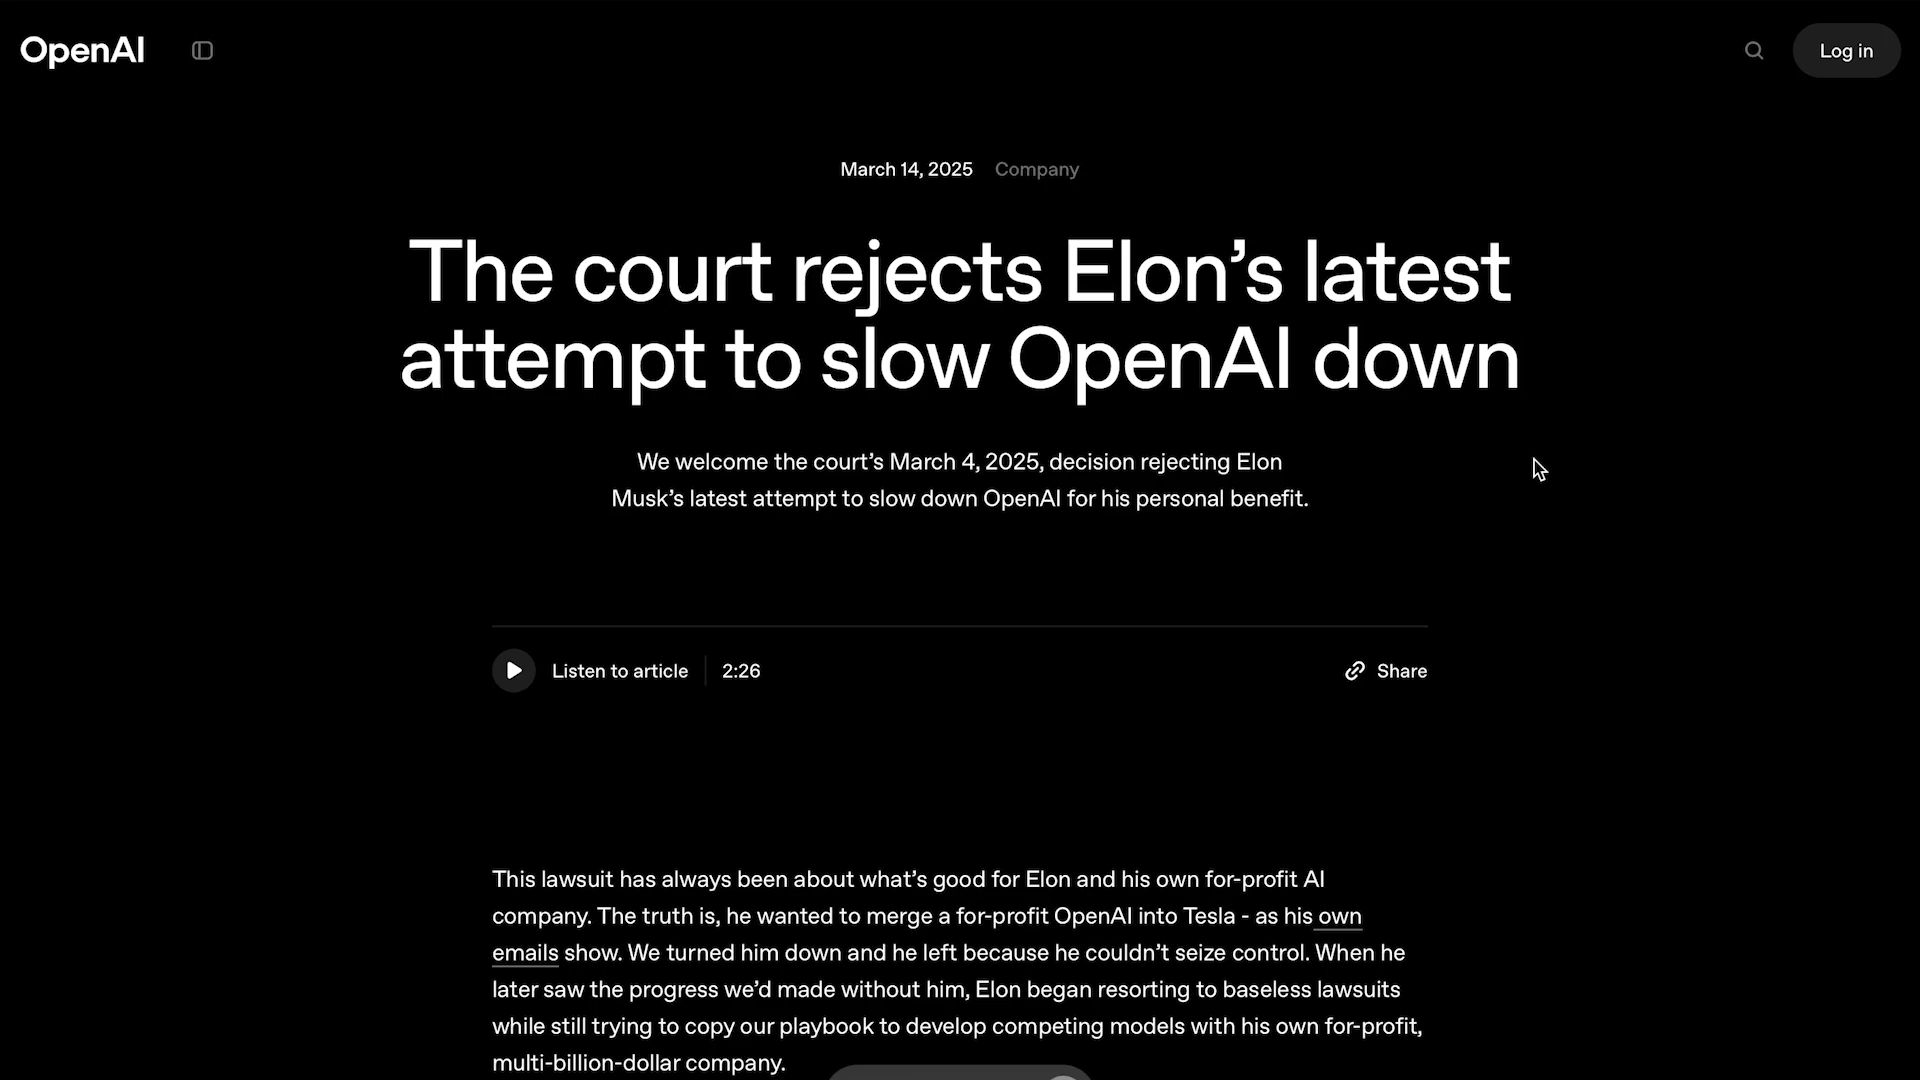 OpenAI
Log in
March 14, 2025 Company
The court rejects Elon’s latest
attempt to slow OpenAI down
We welcome the court’s March 4, 2025, decision rejecting Elon
Musk’s latest attempt to slow down OpenAI for his personal benefit.
Listen to article 2:26
Share
This lawsuit has always been about what’s good for Elon and his own for-profit AI
company. The truth is, he wanted to merge a for-profit OpenAI into Tesla - as his own
emails show. We turned him down and he left because he couldn’t seize control. When he
later saw the progress we’d made without him, Elon began resorting to baseless lawsuits
while still trying to copy our playbook to develop competing models with his own for-profit,
multi-billion-dollar company.